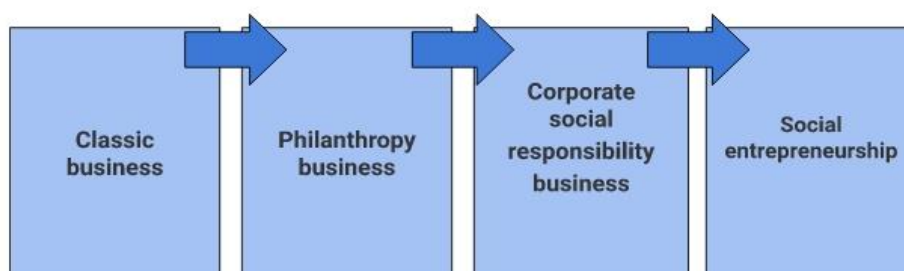 Classic
business
Philanthropy
business
Corporate
social
responsibility
business
Social
entrepreneurship